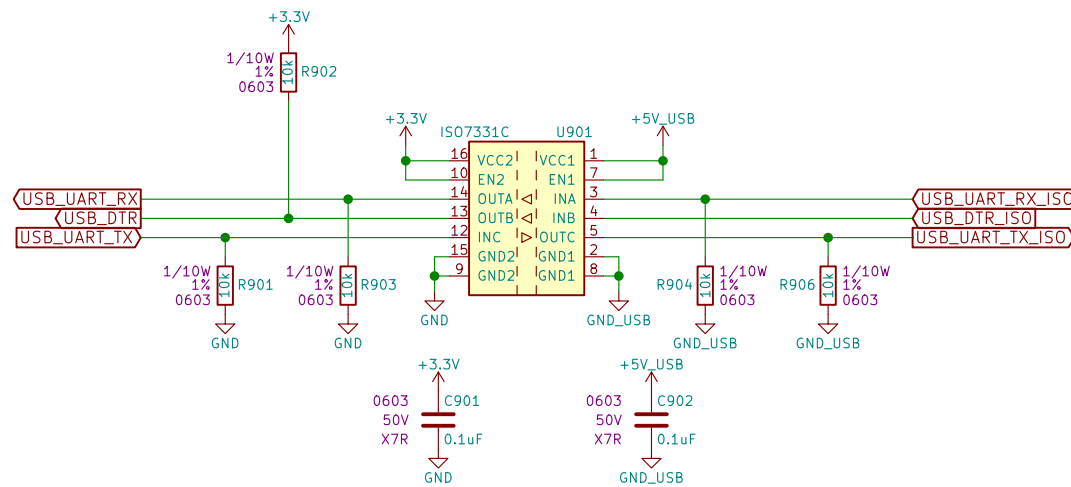 +3.3V
1/10W
1%
0603
10k
R902
+3.3V
ISO7331C
U901
+5V_USB
16 VCC2 VCC1 1
10 EN2 EN1 7
USB_UART_RX 14 OUTA INA 3 USB_UART_RX_ISO
USB_DTR 13 OUTB INB 4 USB_DTR_ISO
USB_UART_TX 12 INC OUTC 5 USB_UART_TX_ISO
15 GND2 GND1 2
9 GND2 GND1 8
1/10W
1%
0603
10k
R901
GND
1/10W
1%
0603
10k
R903
GND
GND
GND_USB
R904
10k
1/10W
1%
0603
GND_USB
R906
10k
1/10W
1%
0603
GND_USB
+3.3V
0603
50V
X7R
C901
0.1uF
GND
+5V_USB
0603
50V
X7R
C902
0.1uF
GND_USB